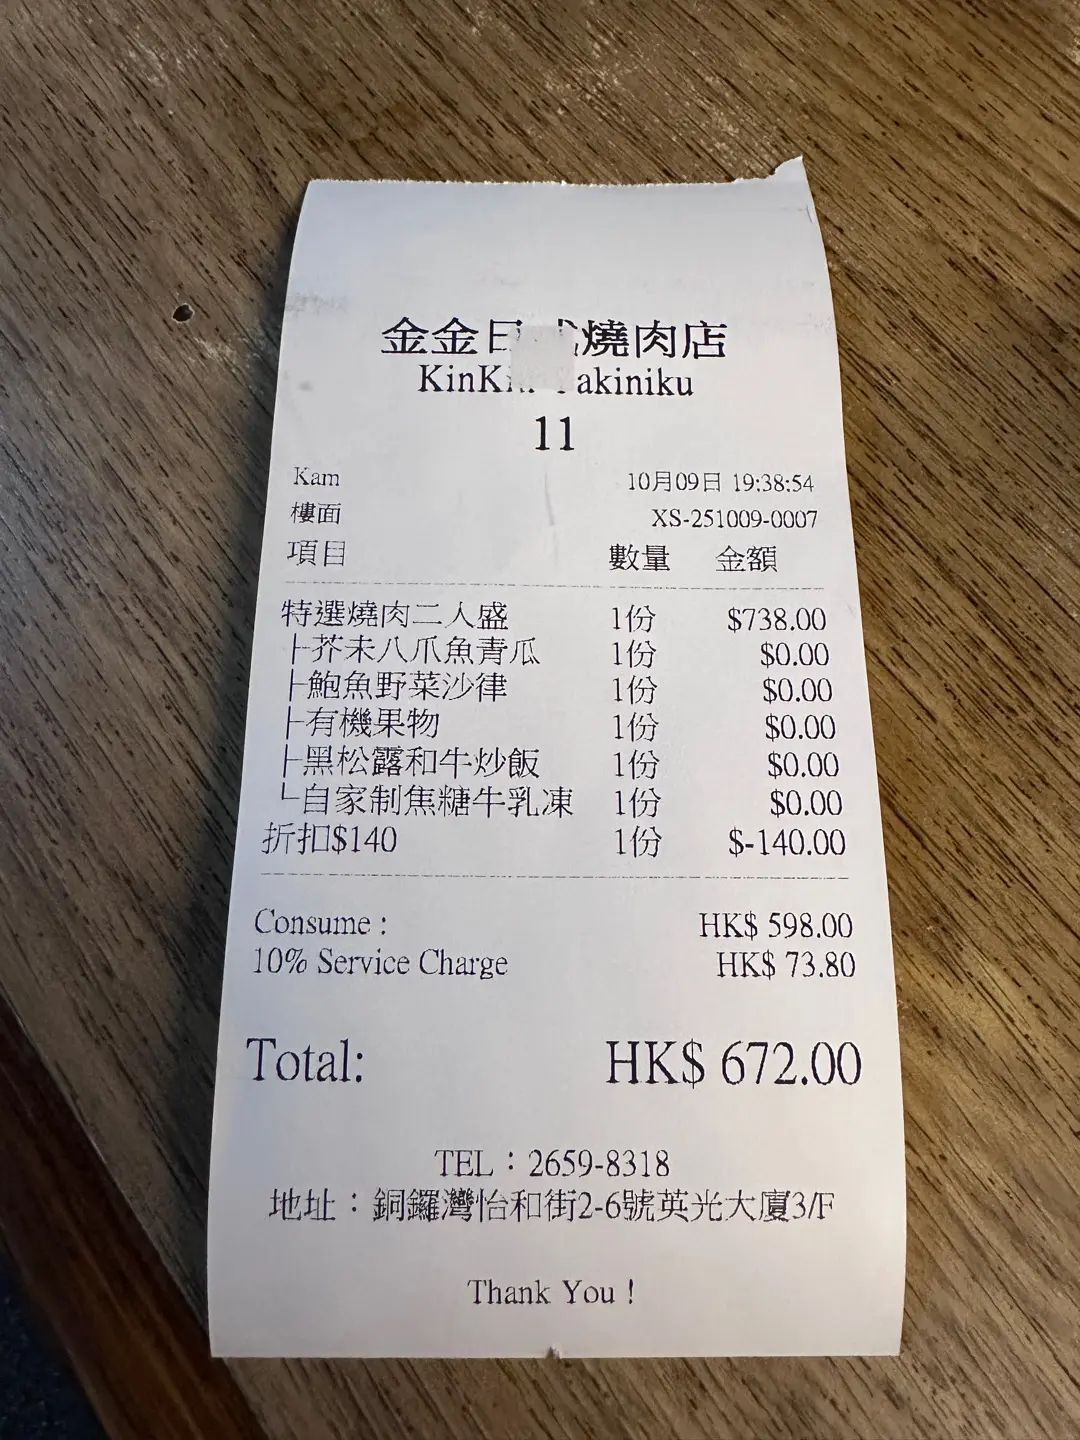 金金日式燒肉店
akiniku
11
Kam 10月09日 19:38:54
樓面 XS-251009-0007
項目 數量 金額
特選燒肉二人盛 1份 $738.00
├芥末八爪魚青瓜 1份 $0.00
├鮑魚野菜沙律 1份 $0.00
├有機果物 1份 $0.00
├黑松露和牛炒飯 1份 $0.00
└自家制焦糖牛乳凍 1份 $0.00
折扣$140 1份 $-140.00
Consume : HK$ 598.00
10% Service Charge HK$ 73.80
Total: HK$ 672.00
TEL：2659-8318
地址：銅鑼灣怡和街2-6號英光大廈3/F
Thank You !